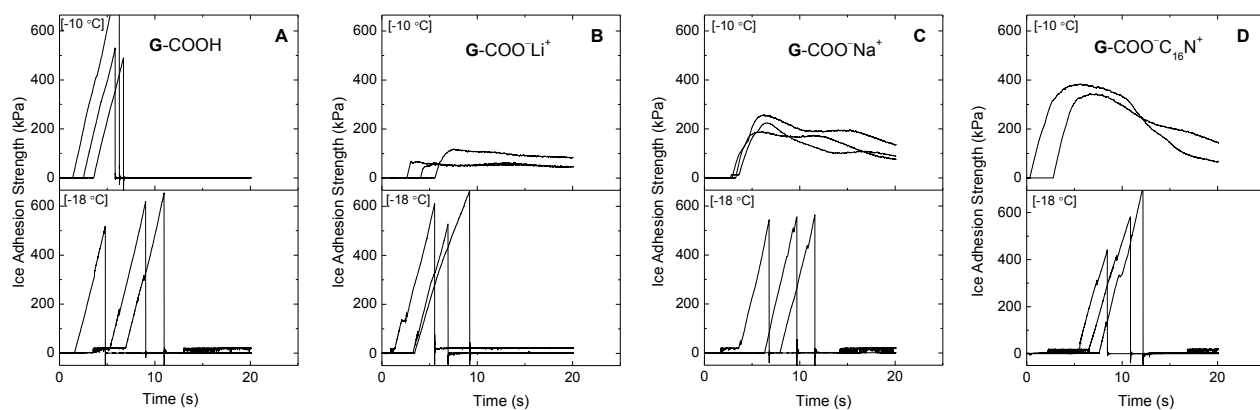 [-10 °C]
G-COOH
A
600
400
200
0
[-18 °C]
600
400
200
0
0
10
20
Time (s)
Ice Adhesion Strength (kPa)
[-10 °C]
G-COO⁻Li⁺
B
600
400
200
0
[-18 °C]
600
400
200
0
0
10
20
Time (s)
Ice Adhesion Strength (kPa)
[-10 °C]
G-COO⁻Na⁺
C
600
400
200
0
[-18 °C]
600
400
200
0
0
10
20
Time (s)
Ice Adhesion Strength (kPa)
[-10 °C]
G-COO⁻C₁₆N⁺
D
600
400
200
0
[-18 °C]
600
400
200
0
0
10
20
Time (s)
Ice Adhesion Strength (kPa)